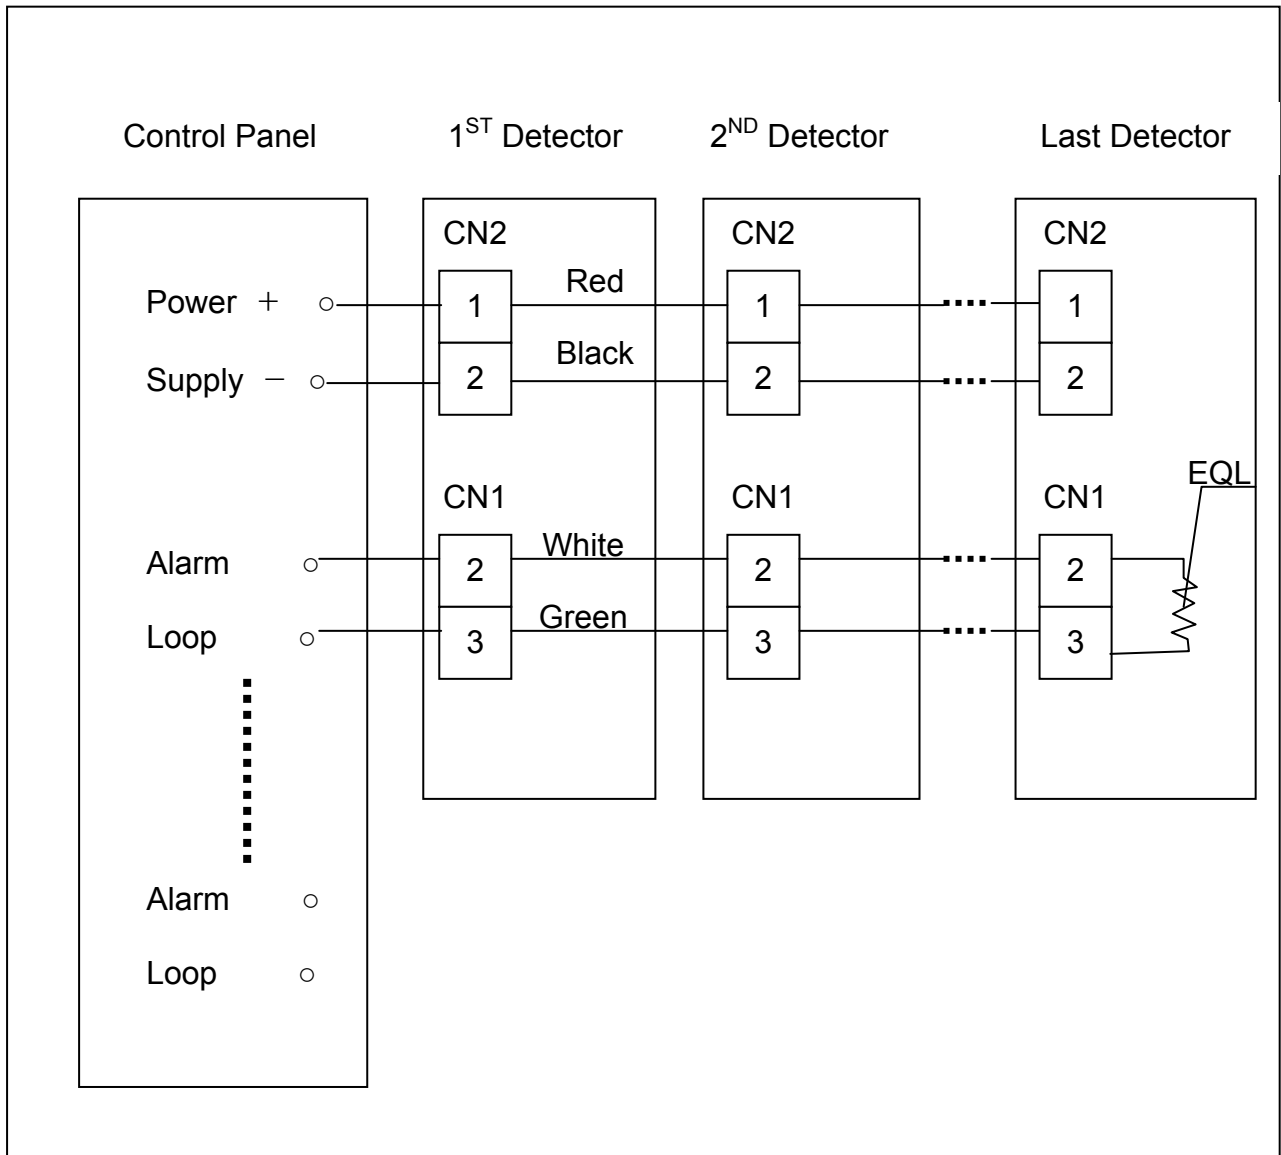 Control Panel 1ST Detector 2ND Detector Last Detector
CN2 CN2 CN2
Power + 1 Red 1 1
Supply − 2 Black 2 2
EQL
CN1 CN1 CN1
Alarm 2 White 2 2
Loop 3 Green 3 3
Alarm
Loop